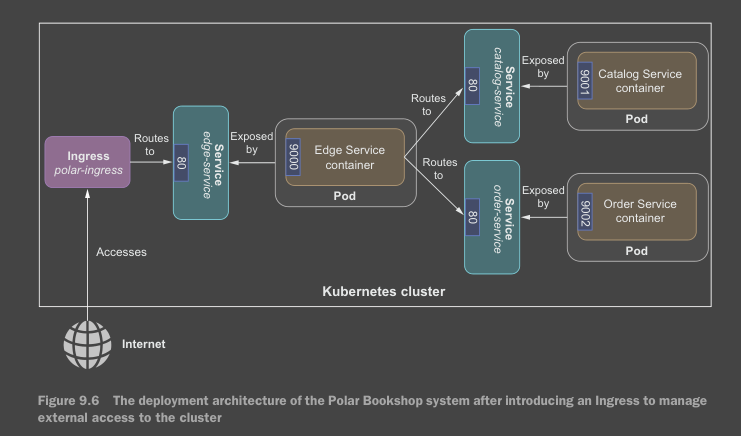 Ingress
polar-ingress
Routes
to
80
Service
edge-service
Exposed
by
9000
Edge Service
container
Pod
Routes
to
80
Service
catalog-service
Exposed
by
9001
Catalog Service
container
Pod
Routes
to
80
Service
order-service
Exposed
by
9002
Order Service
container
Pod
Accesses
Kubernetes cluster
Internet
Figure 9.6 The deployment architecture of the Polar Bookshop system after introducing an Ingress to manage
external access to the cluster